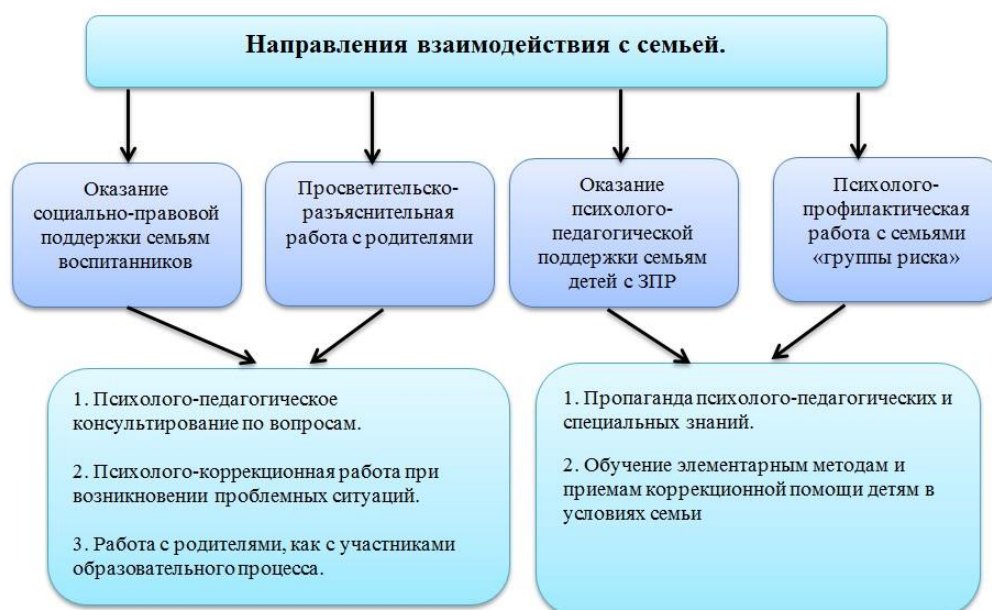 Направления взаимодействия с семьей.
Оказание
социально-правовой
поддержки семьям
воспитанников
Просветительско-
разъяснительная
работа с родителями
Оказание
психолого-
педагогической
поддержки семьям
детей с ЗПР
Психолого-
профилактическая
работа с семьями
«группы риска»
1. Психолого-педагогическое
консультирование по вопросам.
2. Психолого-коррекционная работа при
возникновении проблемных ситуаций.
3. Работа с родителями, как с участниками
образовательного процесса.
1. Пропаганда психолого-педагогических и
специальных знаний.
2. Обучение элементарным методам и
приемам коррекционной помощи детям в
условиях семьи